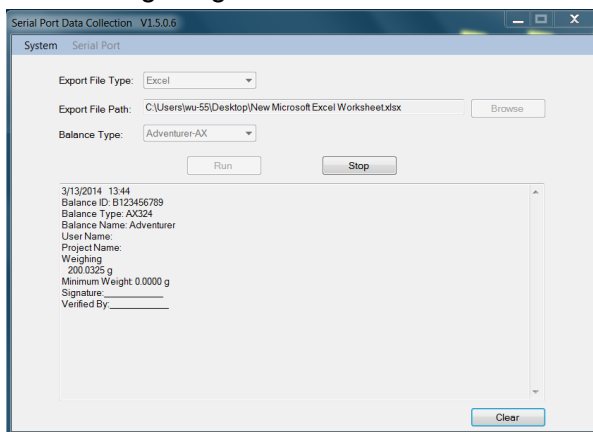 Serial Port Data Collection V1.5.0.6
System Serial Port
Export File Type: Excel
Export File Path: C:\Users\wu-55\Desktop\New Microsoft Excel Worksheet.xlsx Browse
Balance Type: Adventurer-AX
Run Stop
3/13/2014 13:44
Balance ID: B123456789
Balance Type: AX324
Balance Name: Adventurer
User Name:
Project Name:
Weighing
200.0325 g
Minimum Weight: 0.0000 g
Signature:____________
Verified By:____________
Clear